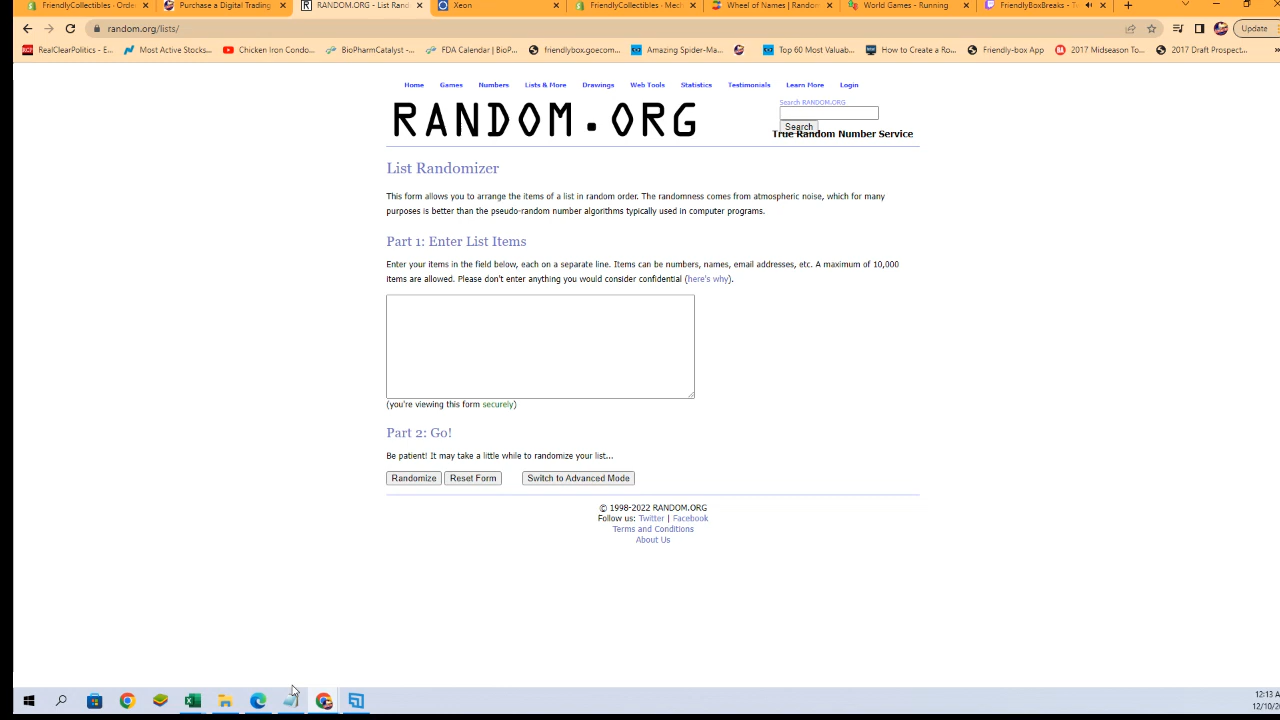 FriendlyCollectibles - Orde
Purchase a Digital Trading
RANDOM.ORG - List Rand
Xeon
FriendlyCollectibles - Mech
Wheel of Names | Random
World Games - Running
FriendlyBoxBreaks - T
random.org/lists/
Update
RealClearPolitics - E...
Most Active Stocks...
Chicken Iron Condo...
BioPharmCatalyst -...
FDA Calendar | BioP...
friendlybox.goecom...
Amazing Spider-Ma...
Top 60 Most Valuab...
How to Create a Ro...
Friendly-box App
2017 Midseason To...
2017 Draft Prospect...
Home
Games
Numbers
Lists & More
Drawings
Web Tools
Statistics
Testimonials
Learn More
Login
RANDOM.ORG
Search RANDOM.ORG
Search
True Random Number Service
List Randomizer
This form allows you to arrange the items of a list in random order. The randomness comes from atmospheric noise, which for many
purposes is better than the pseudo-random number algorithms typically used in computer programs.
Part 1: Enter List Items
Enter your items in the field below, each on a separate line. Items can be numbers, names, email addresses, etc. A maximum of 10,000
items are allowed. Please don't enter anything you would consider confidential (here's why).
(you're viewing this form securely)
Part 2: Go!
Be patient! It may take a little while to randomize your list...
Randomize
Reset Form
Switch to Advanced Mode
© 1998-2022 RANDOM.ORG
Follow us: Twitter | Facebook
Terms and Conditions
About Us
12:13 A
12/10/2